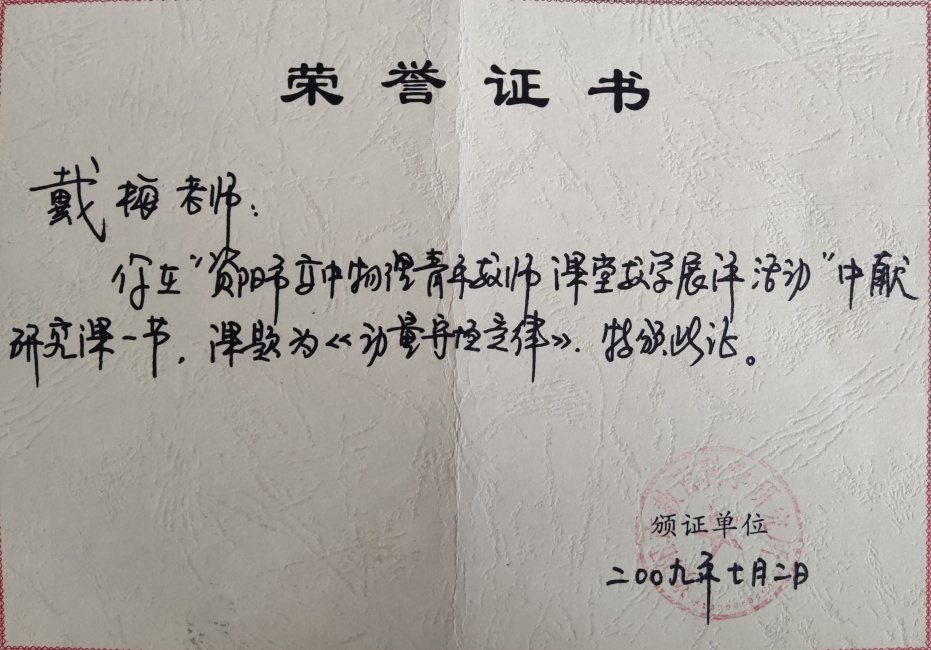 荣誉证书
戴梅老师:
你在“资阳市高中物理青年教师课堂教学展评活动”中献
研究课一节,课题为《动量守恒定律》.特颁此证。
颁证单位
二00九年七月二日